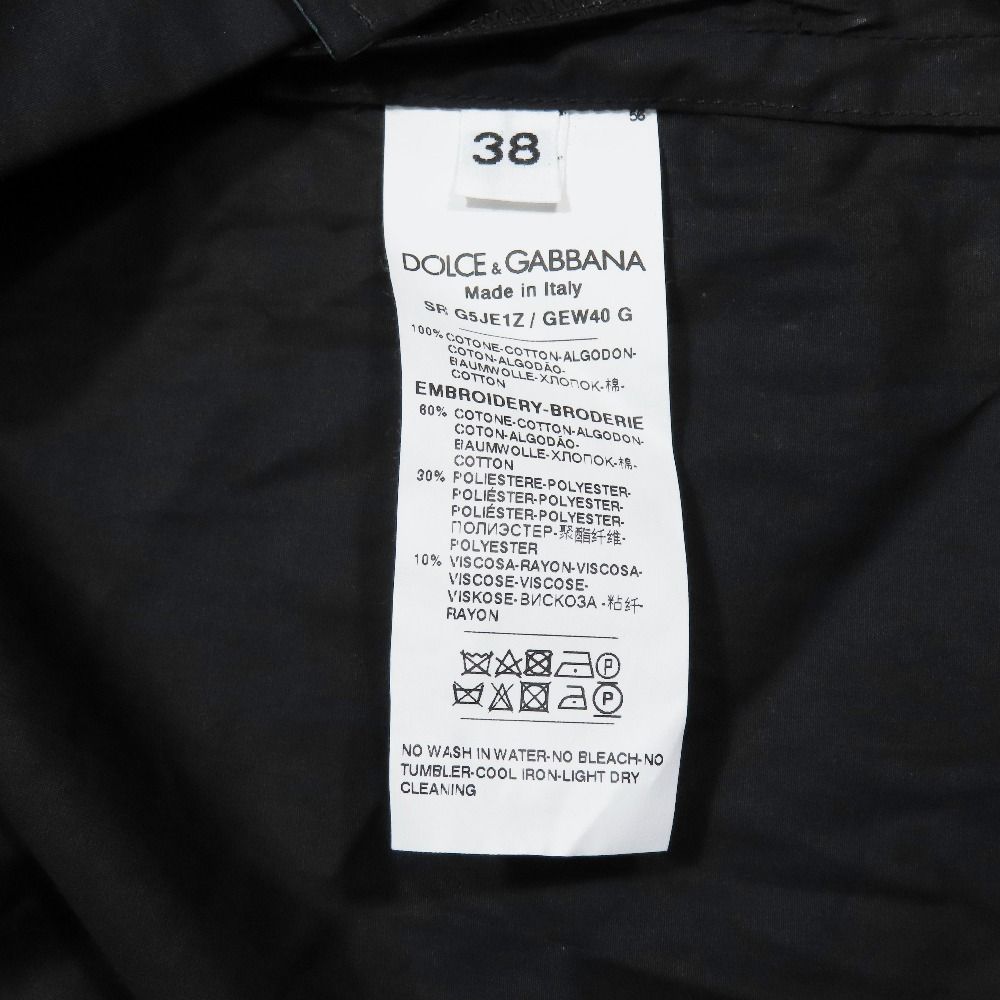 56
38
DOLCE & GABBANA
Made in Italy
SR G5JE1Z / GEW40 G
100% COTONE-COTTON-ALGODON-
COTON-ALGODÃO-
BAUMWOLLE-ХЛОПОК-棉-
COTTON
EMBROIDERY-BRODERIE
60% COTONE-COTTON-ALGODON-
COTON-ALGODÃO-
BAUMWOLLE-ХЛОПОК-棉-
COTTON
30% POLIESTERE-POLYESTER-
POLIÉSTER-POLYESTER-
POLIÉSTER-POLYESTER-
ПОЛИЭСТЕР-聚酯纤维-
POLYESTER
10% VISCOSA-RAYON-VISCOSA-
VISCOSE-VISCOSE-
VISKOSE-ВИСКОЗА -粘纤-
RAYON
P
P
NO WASH IN WATER-NO BLEACH-NO
TUMBLER-COOL IRON-LIGHT DRY
CLEANING